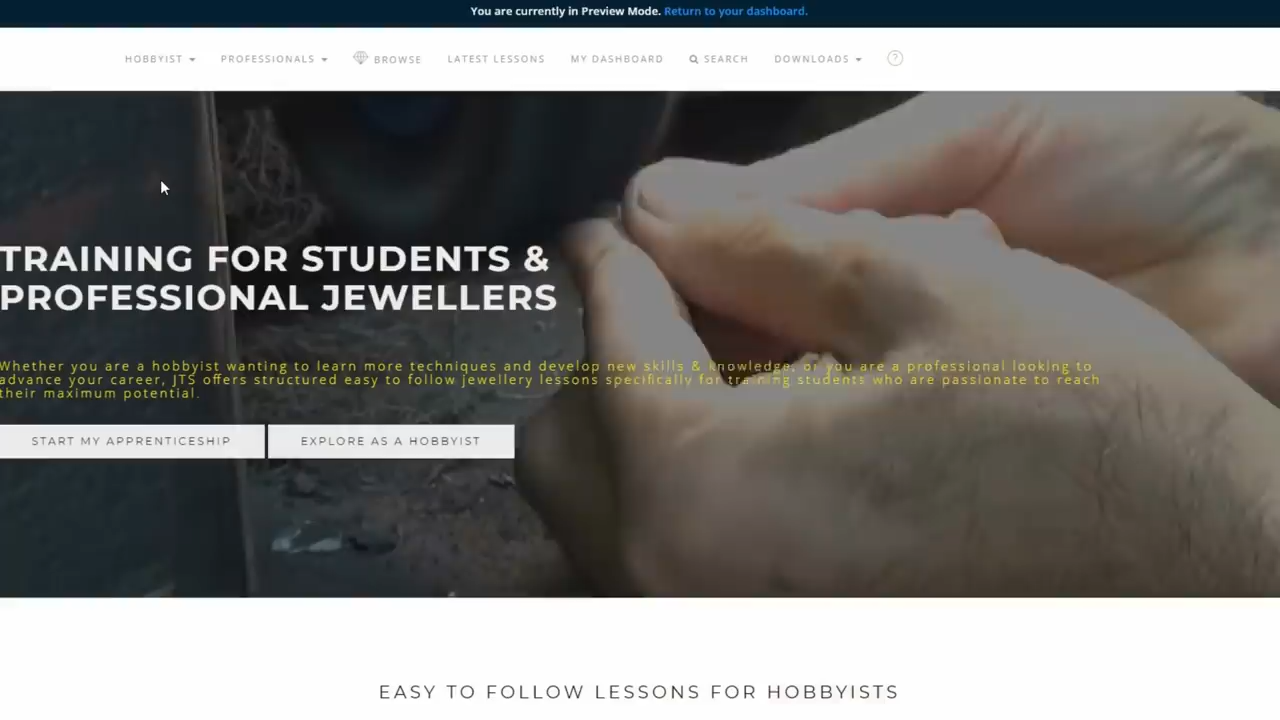 You are currently in Preview Mode. Return to your dashboard.
HOBBYIST PROFESSIONALS BROWSE LATEST LESSONS MY DASHBOARD SEARCH DOWNLOADS ?
TRAINING FOR STUDENTS &
PROFESSIONAL JEWELLERS
Whether you are a hobbyist wanting to learn more techniques and develop new skills & knowledge, or you are a professional looking to
advance your career, JTS offers structured easy to follow jewellery lessons specifically for training students who are passionate to reach
their maximum potential.
START MY APPRENTICESHIP EXPLORE AS A HOBBYIST
EASY TO FOLLOW LESSONS FOR HOBBYISTS